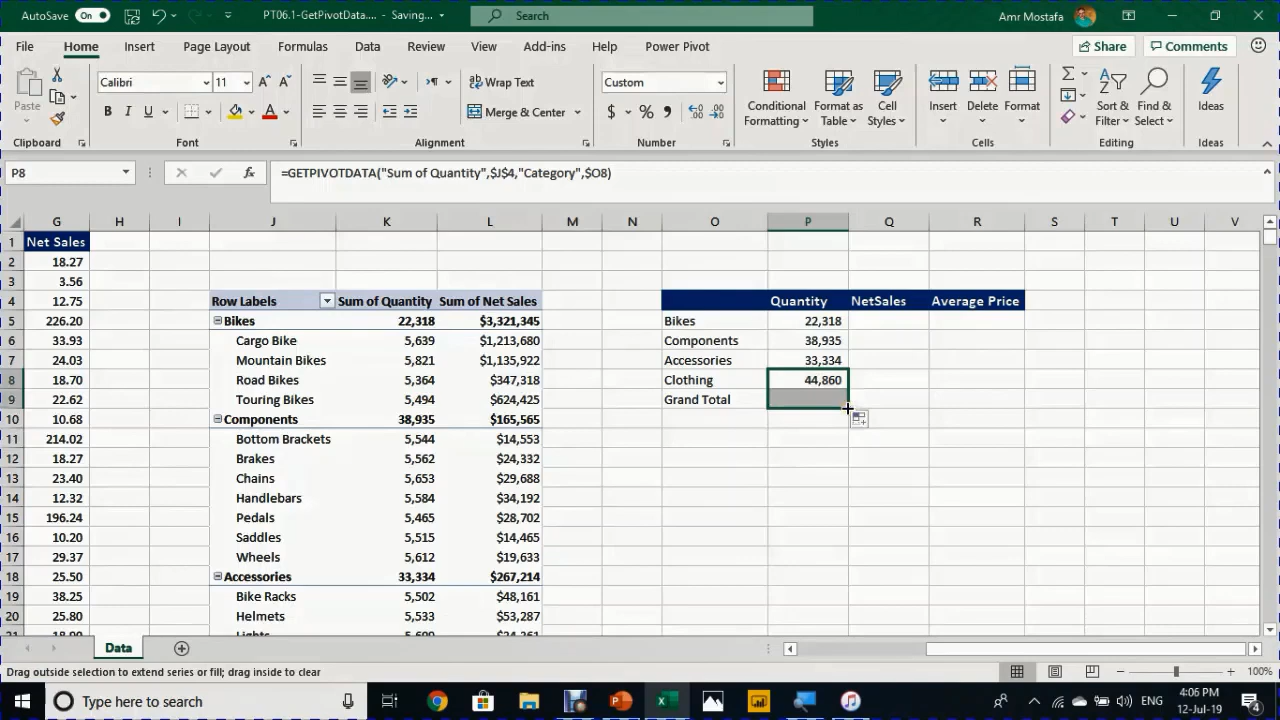 AutoSave On PT06.1-GetPivotData.... - Saving... Search Amr Mostafa
File Home Insert Page Layout Formulas Data Review View Add-ins Help Power Pivot Share Comments
Paste Calibri 11 A A Wrap Text Custom Conditional Formatting Format as Table Cell Styles Insert Delete Format Sort & Filter Find & Select Ideas
B I U A Merge & Center $ % ,
Clipboard Font Alignment Number Styles Cells Editing Ideas
P8 fx =GETPIVOTDATA("Sum of Quantity",$J$4,"Category",$O8)
G H I J K L M N O P Q R S T U V
1 Net Sales
2 18.27
3 3.56
4 12.75 Row Labels Sum of Quantity Sum of Net Sales Quantity NetSales Average Price
5 226.20 Bikes 22,318 $3,321,345 Bikes 22,318
6 33.93 Cargo Bike 5,639 $1,213,680 Components 38,935
7 24.03 Mountain Bikes 5,821 $1,135,922 Accessories 33,334
8 18.70 Road Bikes 5,364 $347,318 Clothing 44,860
9 22.62 Touring Bikes 5,494 $624,425 Grand Total
10 10.68 Components 38,935 $165,565
11 214.02 Bottom Brackets 5,544 $14,553
12 18.27 Brakes 5,562 $24,332
13 23.40 Chains 5,653 $29,688
14 12.32 Handlebars 5,584 $34,192
15 196.24 Pedals 5,465 $28,702
16 10.20 Saddles 5,515 $14,465
17 29.37 Wheels 5,612 $19,633
18 25.50 Accessories 33,334 $267,214
19 38.25 Bike Racks 5,502 $48,161
20 25.80 Helmets 5,533 $53,287
Data
Drag outside selection to extend series or fill; drag inside to clear 100%
Type here to search ENG 4:06 PM
12-Jul-19 4